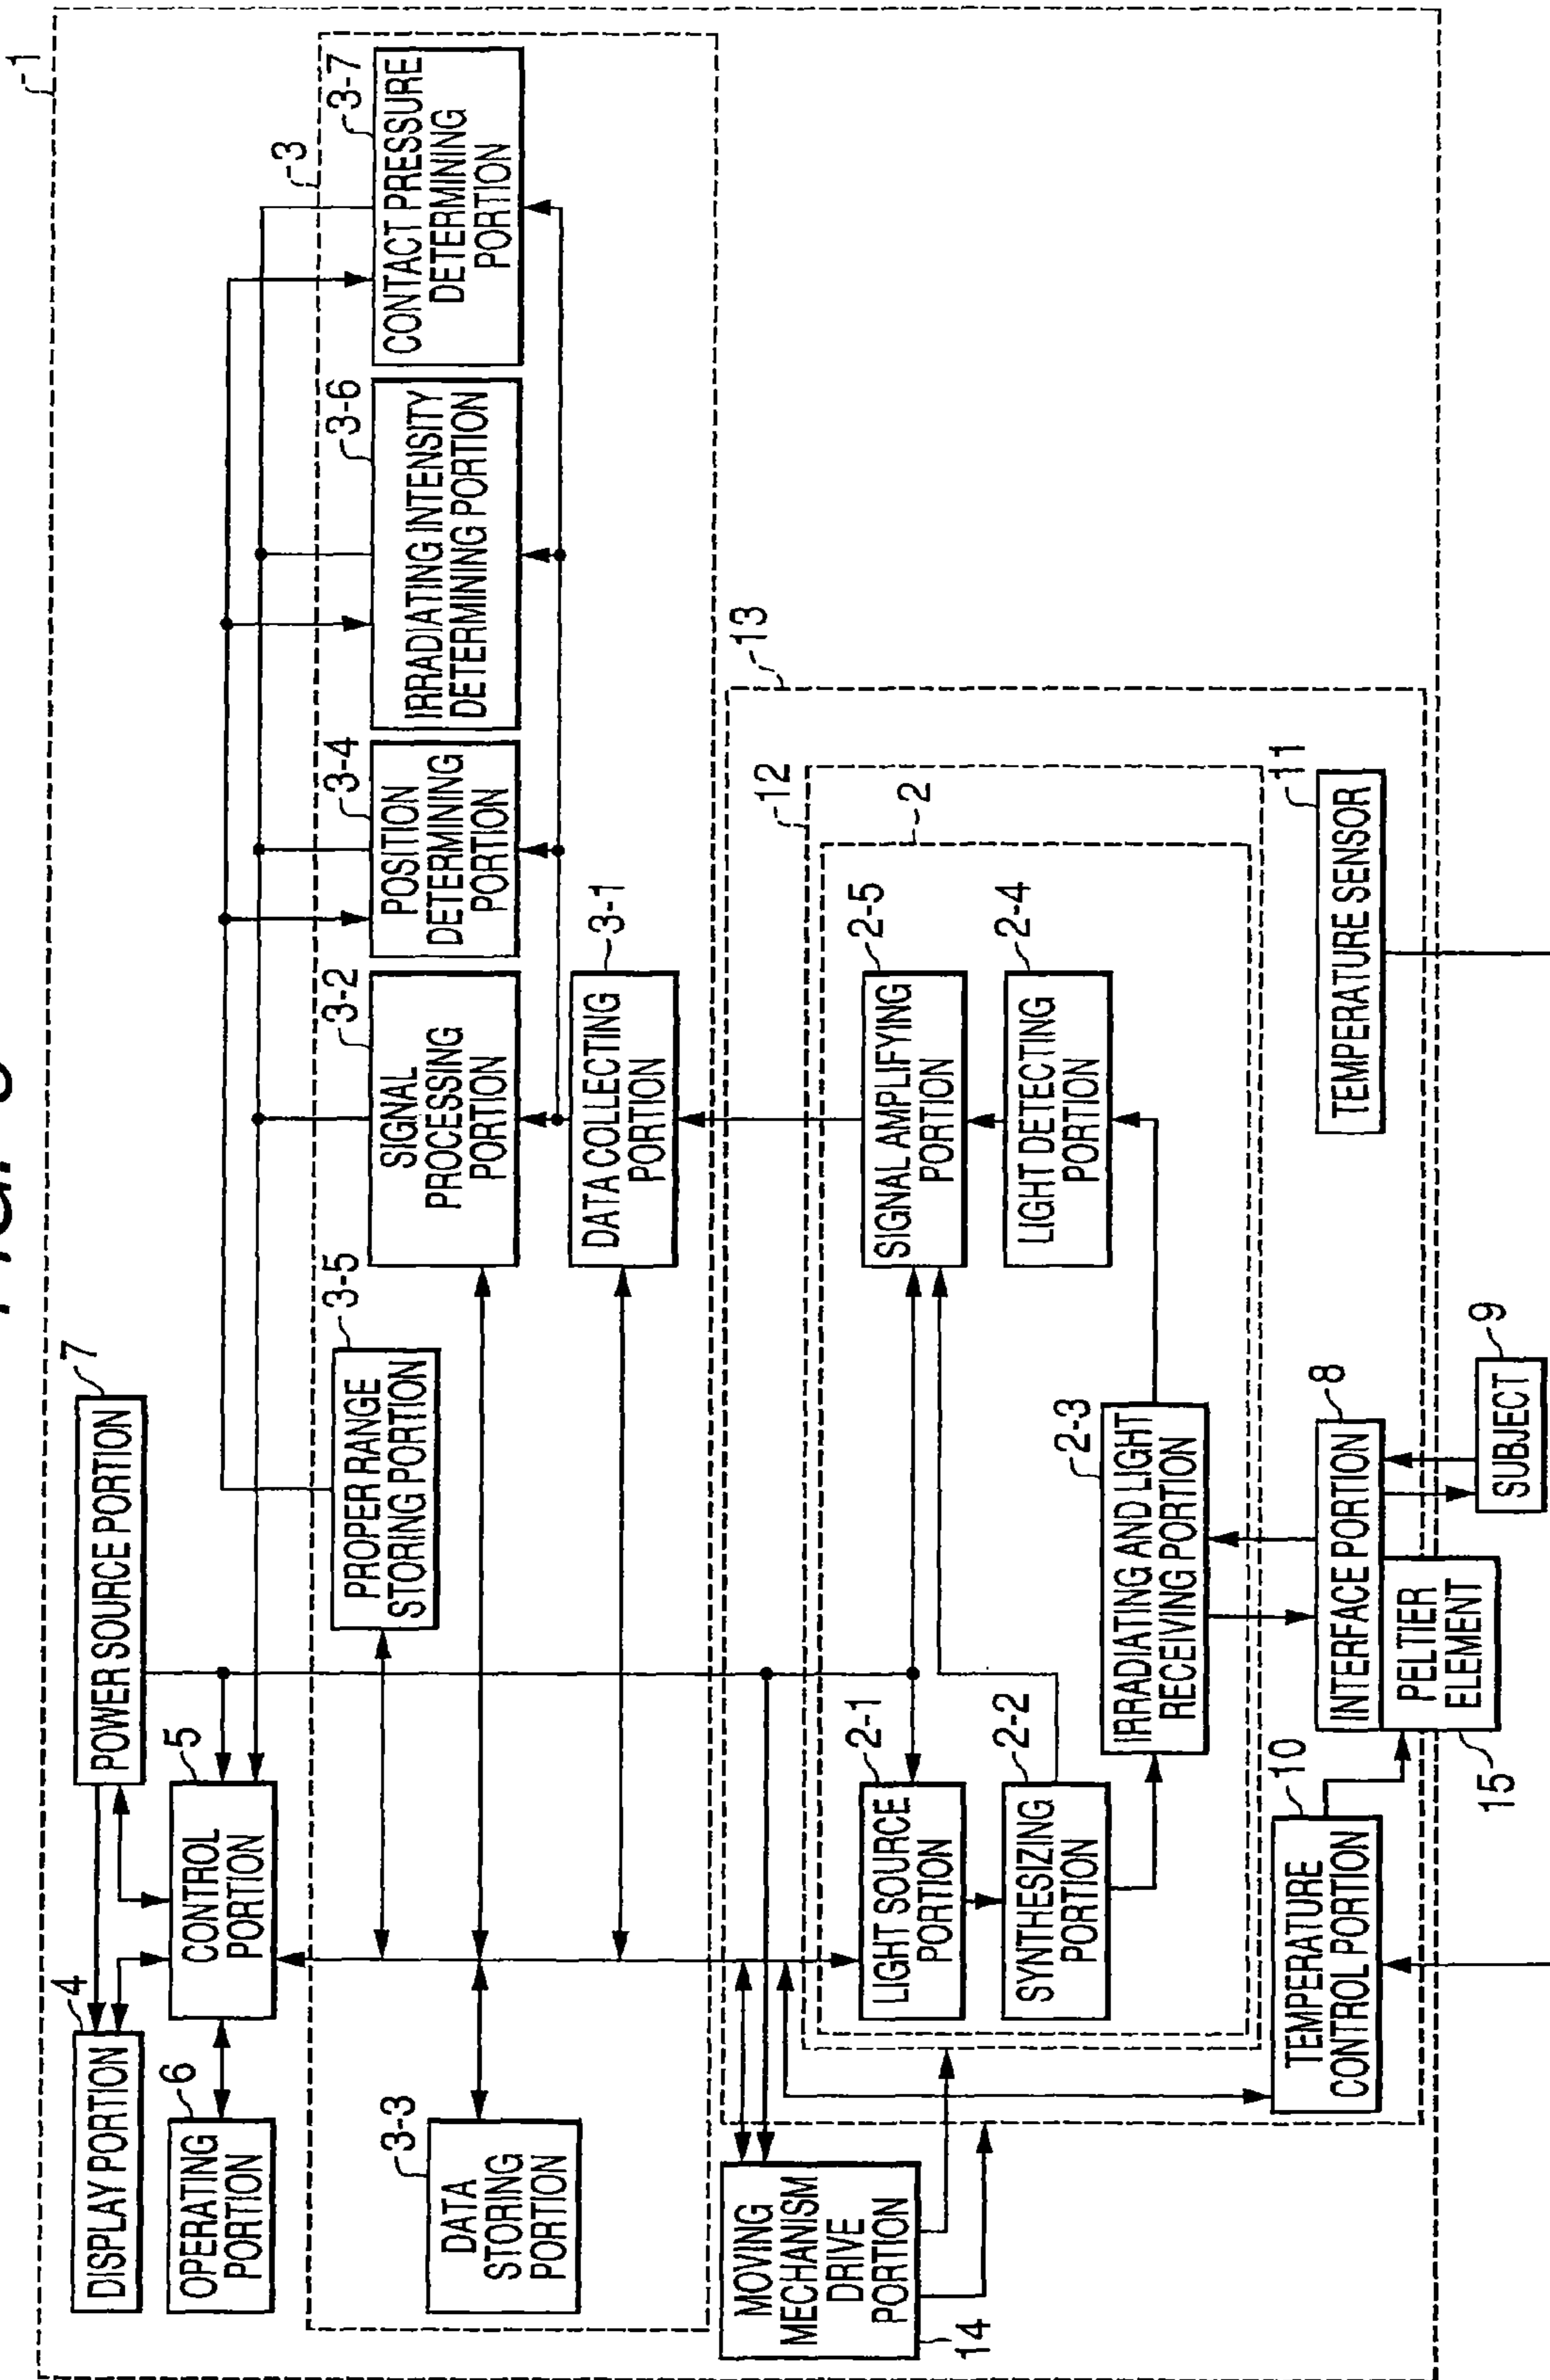 1
7
POWER SOURCE PORTION
4
DISPLAY PORTION
5
CONTROL
PORTION
6
OPERATING
PORTION
3
3-5
PROPER RANGE
STORING PORTION
3-2
SIGNAL
PROCESSING
PORTION
3-4
POSITION
DETERMINING
PORTION
3-6
IRRADIATING INTENSITY
DETERMINING PORTION
3-7
CONTACT PRESSURE
DETERMINING
PORTION
3-3
DATA
STORING
PORTION
3-1
DATA COLLECTING
PORTION
13
12
2
14
MOVING
MECHANISM
DRIVE
PORTION
2-1
LIGHT SOURCE
PORTION
2-5
SIGNAL AMPLIFYING
PORTION
2-2
SYNTHESIZING
PORTION
2-4
LIGHT DETECTING
PORTION
2-3
IRRADIATING AND LIGHT
RECEIVING PORTION
10
TEMPERATURE
CONTROL PORTION
8
INTERFACE PORTION
11
TEMPERATURE SENSOR
15
PELTIER
ELEMENT
9
SUBJECT